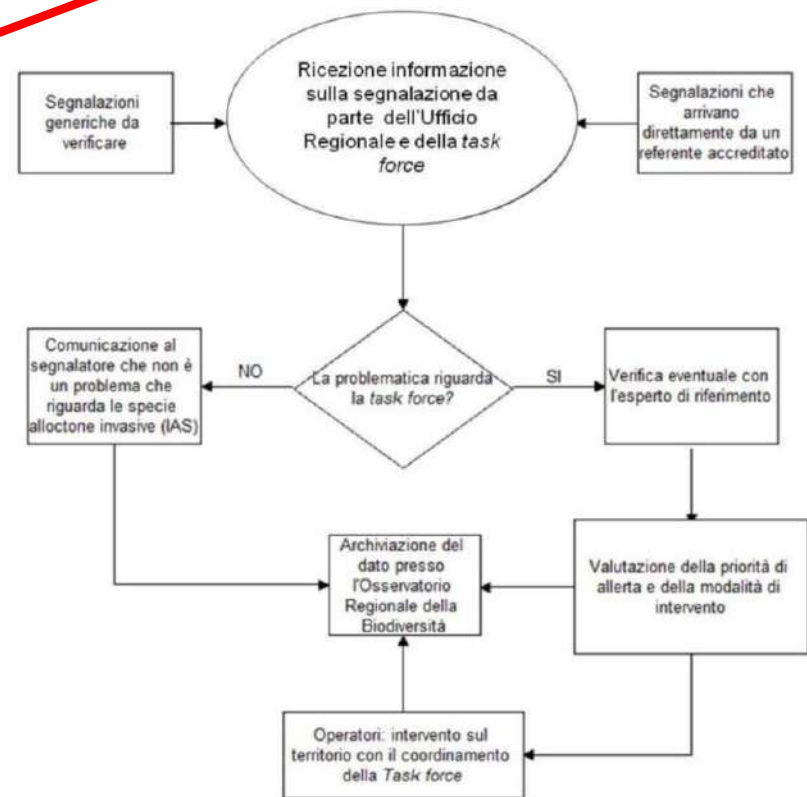 Ricezione informazione
sulla segnalazione da
parte dell'Ufficio
Regionale e della task
force
Segnalazioni
generiche da
verificare
Segnalazioni che
arrivano
direttamente da un
referente accreditato
Comunicazione al
segnalatore che non è
un problema che
riguarda le specie
alloctone invasive (IAS)
NO
La problematica riguarda
la task force?
SI
Verifica eventuale con
l'esperto di riferimento
Archiviazione del
dato presso
l'Osservatorio
Regionale della
Biodiversità
Valutazione della priorità di
allerta e della modalità di
intervento
Operatori: intervento sul
territorio con il coordinamento
della Task force